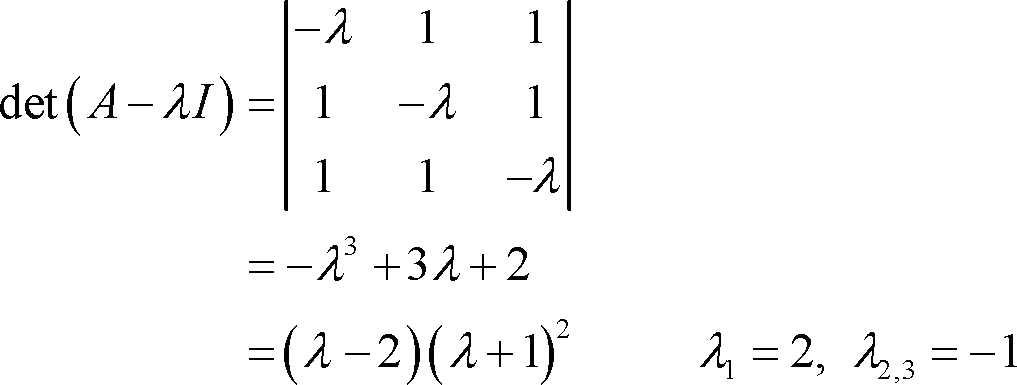 det(A − λI) = |−λ 1 1|
|1 −λ 1|
|1 1 −λ|
= −λ³ + 3λ + 2
= (λ − 2)(λ + 1)² λ₁ = 2, λ₂,₃ = −1